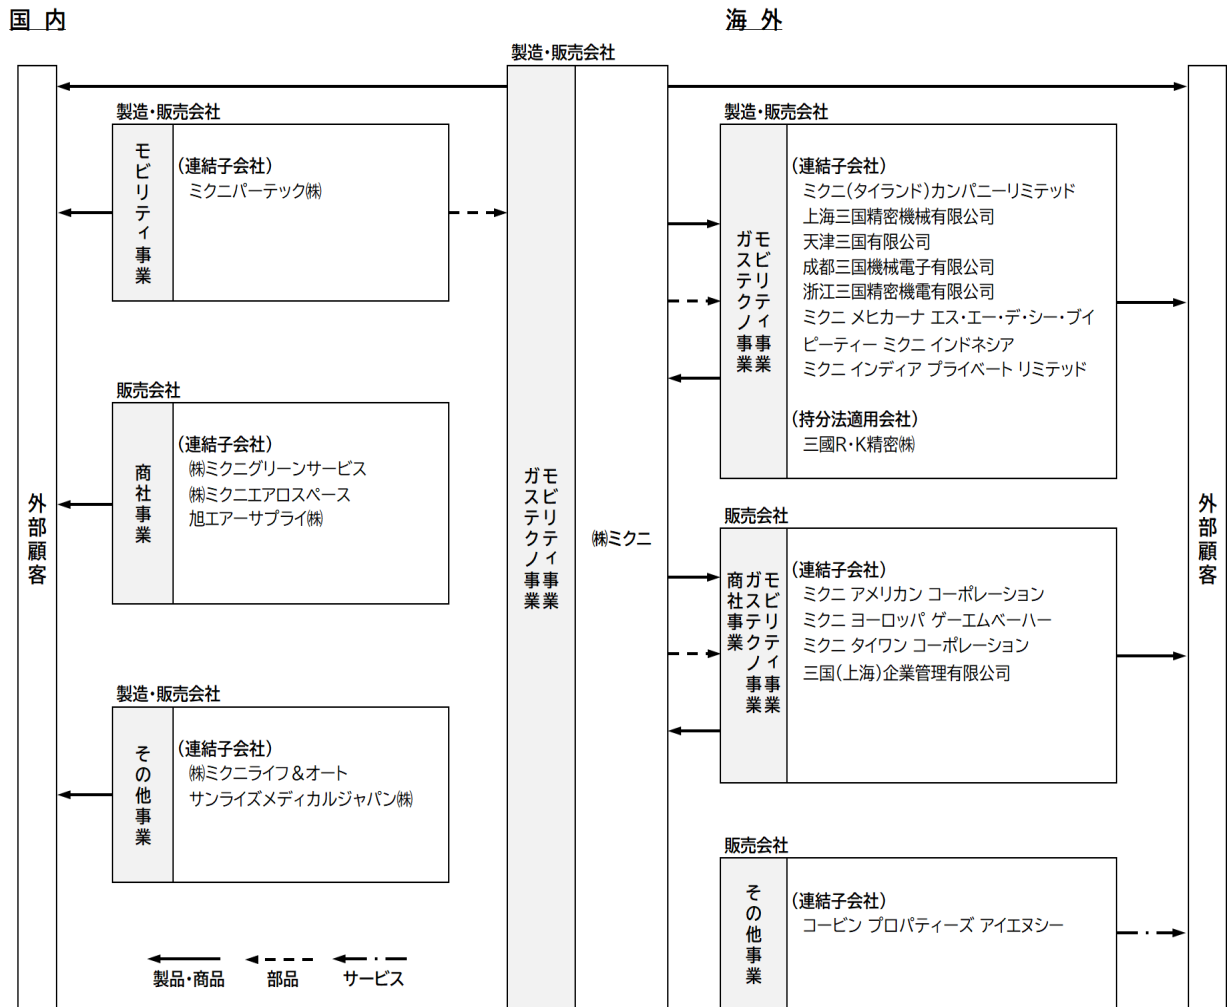 国 内
海 外
製造・販売会社
外部顧客
製造・販売会社
モビリティ事業
(連結子会社)
ミクニパーテック㈱
販売会社
商社事業
(連結子会社)
㈱ミクニグリーンサービス
㈱ミクニエアロスペース
旭エアーサプライ㈱
製造・販売会社
その他事業
(連結子会社)
㈱ミクニライフ&オート
サンライズメディカルジャパン㈱
製品・商品
部品
サービス
モビリティ事業
ガステクノ事業
㈱ミクニ
製造・販売会社
モビリティ事業
ガステクノ事業
(連結子会社)
ミクニ(タイランド)カンパニーリミテッド
上海三国精密機械有限公司
天津三国有限公司
成都三国機械電子有限公司
浙江三国精密機電有限公司
ミクニ メヒカーナ エス・エー・デ・シー・ブイ
ピーティー ミクニ インドネシア
ミクニ インディア プライベート リミテッド
(持分法適用会社)
三國R・K精密㈱
販売会社
モビリティ事業
ガステクノ事業
商社事業
(連結子会社)
ミクニ アメリカン コーポレーション
ミクニ ヨーロッパ ゲーエムベーハー
ミクニ タイワン コーポレーション
三国(上海)企業管理有限公司
販売会社
その他事業
(連結子会社)
コービン プロパティーズ アイエヌシー
外部顧客